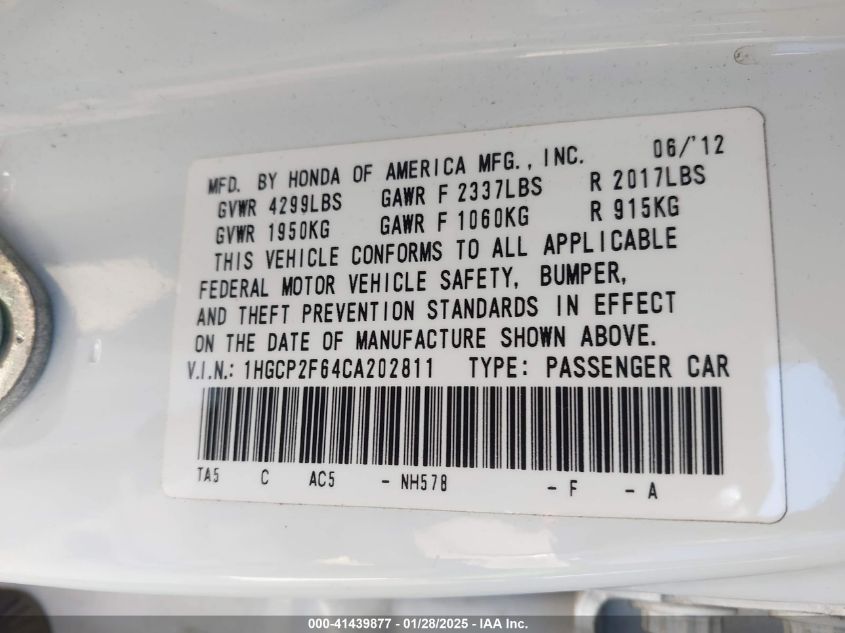 MFD. BY HONDA OF AMERICA MFG., INC. 06/'12
GVWR 4299LBS GAWR F 2337LBS R 2017LBS
GVWR 1950KG GAWR F 1060KG R 915KG
THIS VEHICLE CONFORMS TO ALL APPLICABLE
FEDERAL MOTOR VEHICLE SAFETY, BUMPER,
AND THEFT PREVENTION STANDARDS IN EFFECT
ON THE DATE OF MANUFACTURE SHOWN ABOVE.
V.I.N.: 1HGCP2F64CA202811 TYPE: PASSENGER CAR
TA5 C AC5 - NH578 - F - A
000-41439877 - 01/28/2025 - IAA Inc.